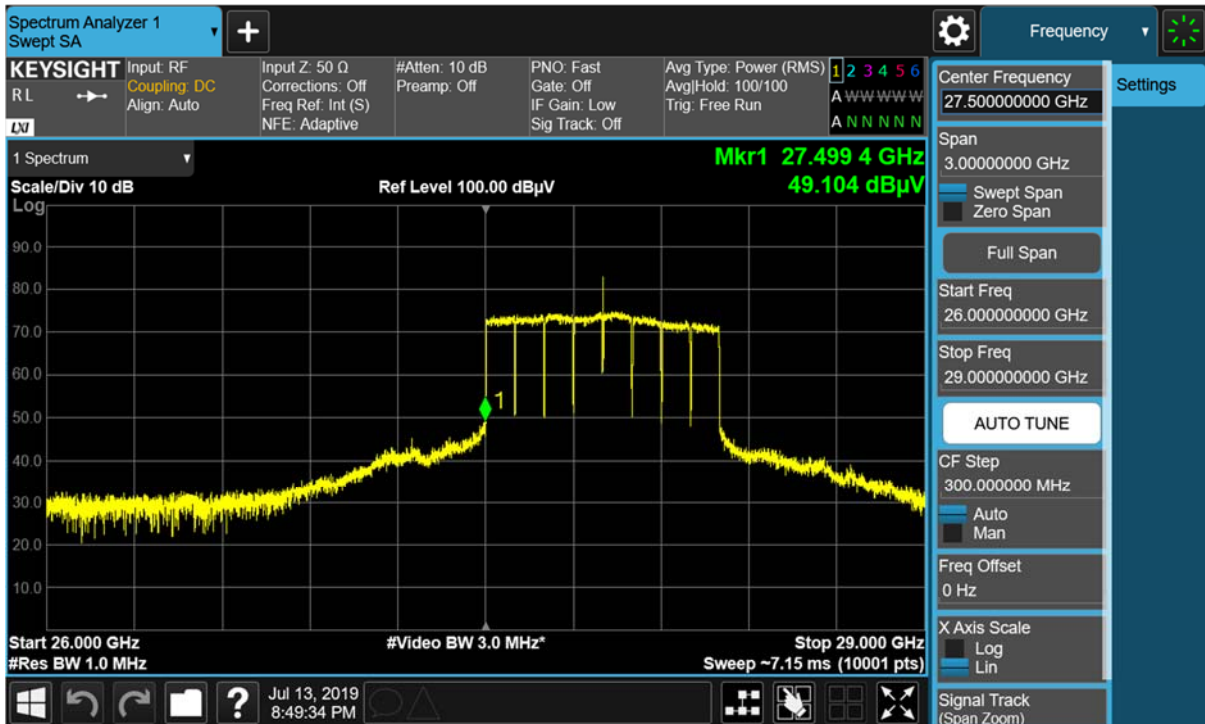 Spectrum Analyzer 1
Swept SA
Frequency
KEYSIGHT
R L
LXI
Input: RF
Coupling: DC
Align: Auto
Input Z: 50 Ω
Corrections: Off
Freq Ref: Int (S)
NFE: Adaptive
#Atten: 10 dB
Preamp: Off
PNO: Fast
Gate: Off
IF Gain: Low
Sig Track: Off
Avg Type: Power (RMS)
Avg|Hold: 100/100
Trig: Free Run
1 2 3 4 5 6
A W W W W W
A N N N N N
1 Spectrum
Mkr1 27.499 4 GHz
49.104 dBµV
Scale/Div 10 dB
Ref Level 100.00 dBµV
Log
90.0
80.0
70.0
60.0
50.0
40.0
30.0
20.0
10.0
1
Start 26.000 GHz
#Video BW 3.0 MHz*
Stop 29.000 GHz
#Res BW 1.0 MHz
Sweep ~7.15 ms (10001 pts)
?
Jul 13, 2019
8:49:34 PM
Center Frequency
27.500000000 GHz
Span
3.00000000 GHz
Swept Span
Zero Span
Full Span
Start Freq
26.000000000 GHz
Stop Freq
29.000000000 GHz
AUTO TUNE
CF Step
300.000000 MHz
Auto
Man
Freq Offset
0 Hz
X Axis Scale
Log
Lin
Signal Track
(Span Zoom)
Settings